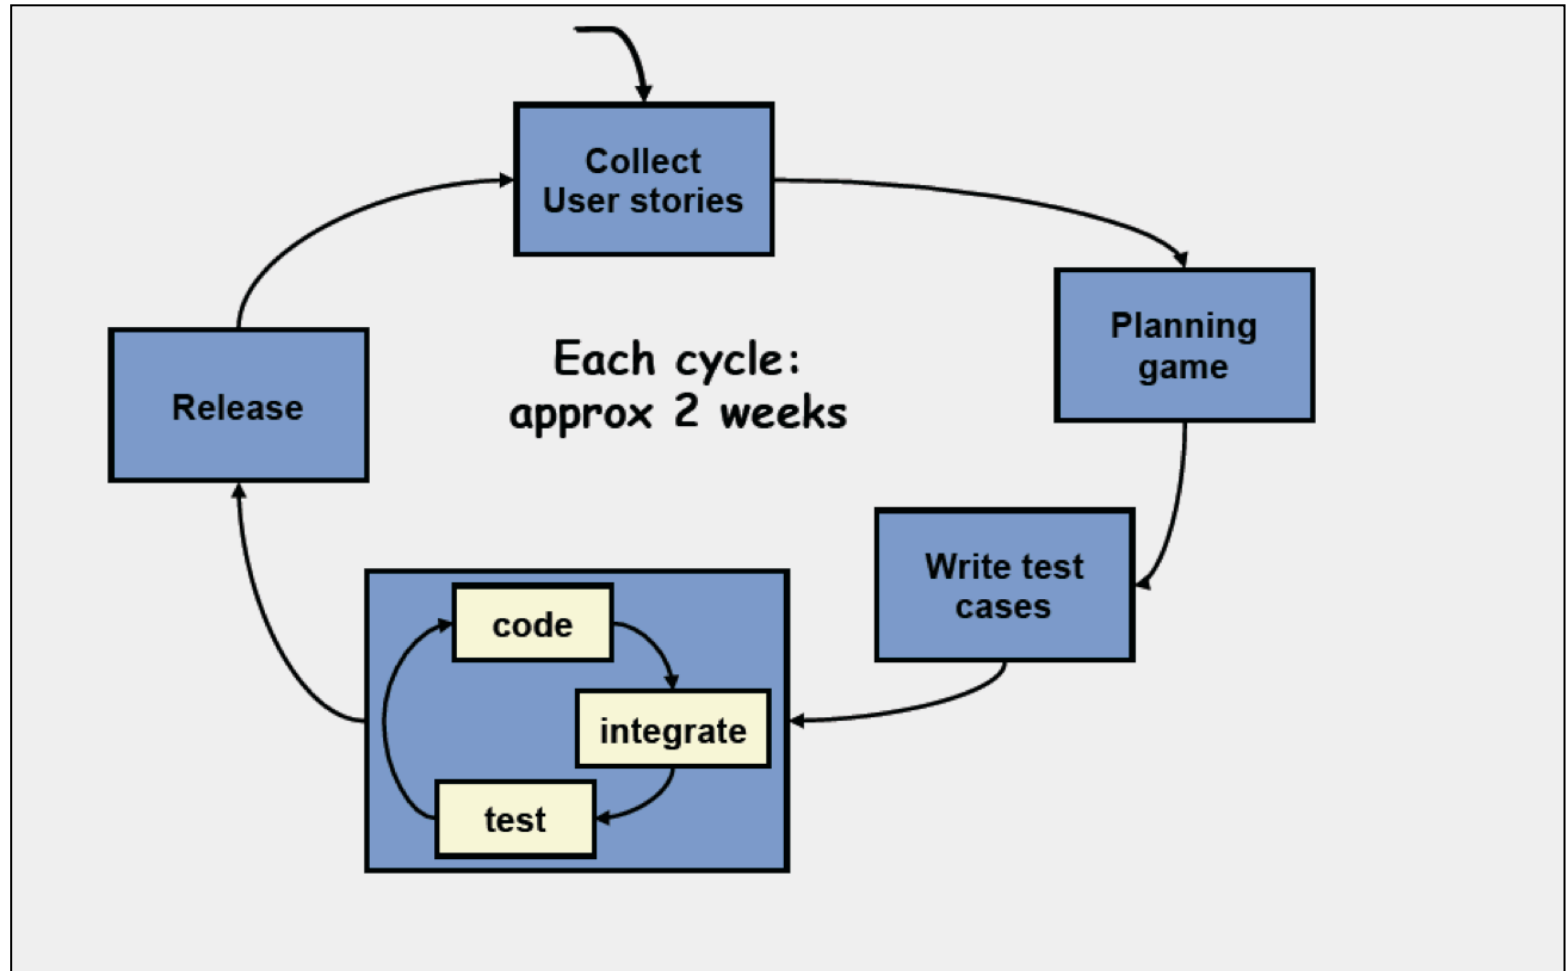 Collect
User stories
Planning
game
Each cycle:
approx 2 weeks
Release
Write test
cases
code
integrate
test